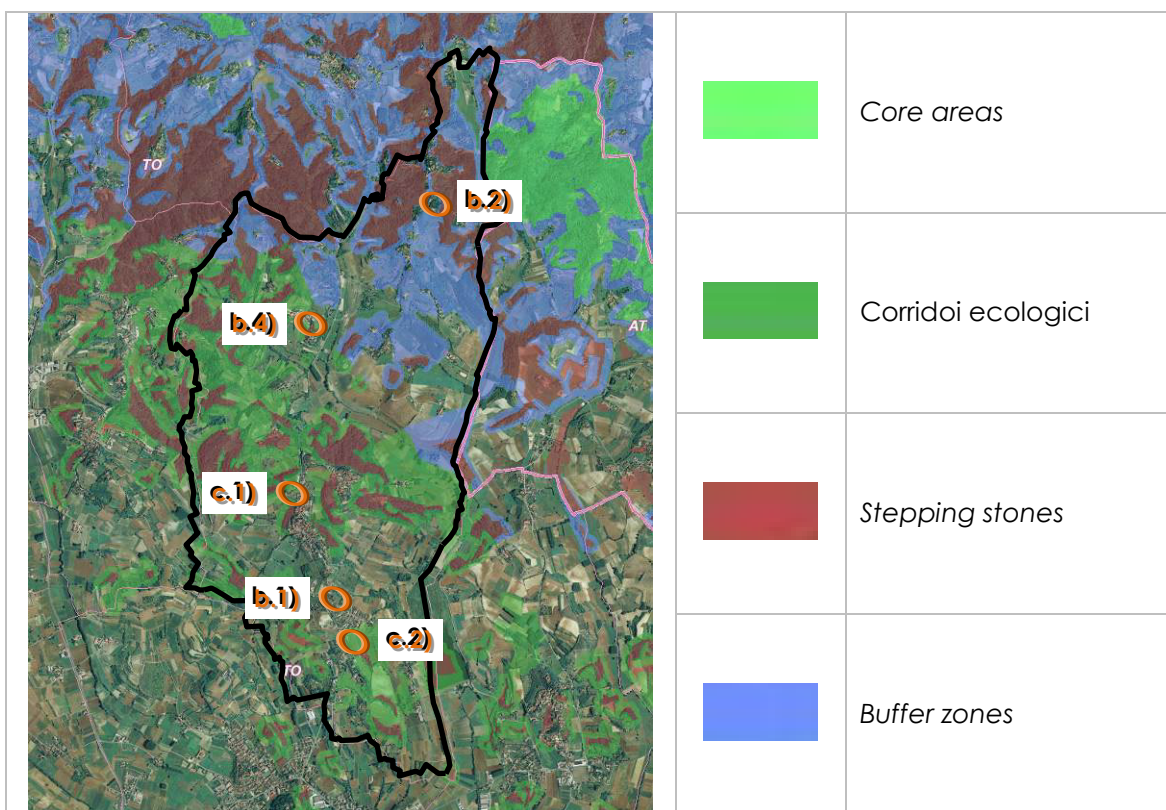 TO
b.2)
b.4)
AT
c.1)
b.1)
c.2)
TO
Core areas
Corridoi ecologici
Stepping stones
Buffer zones